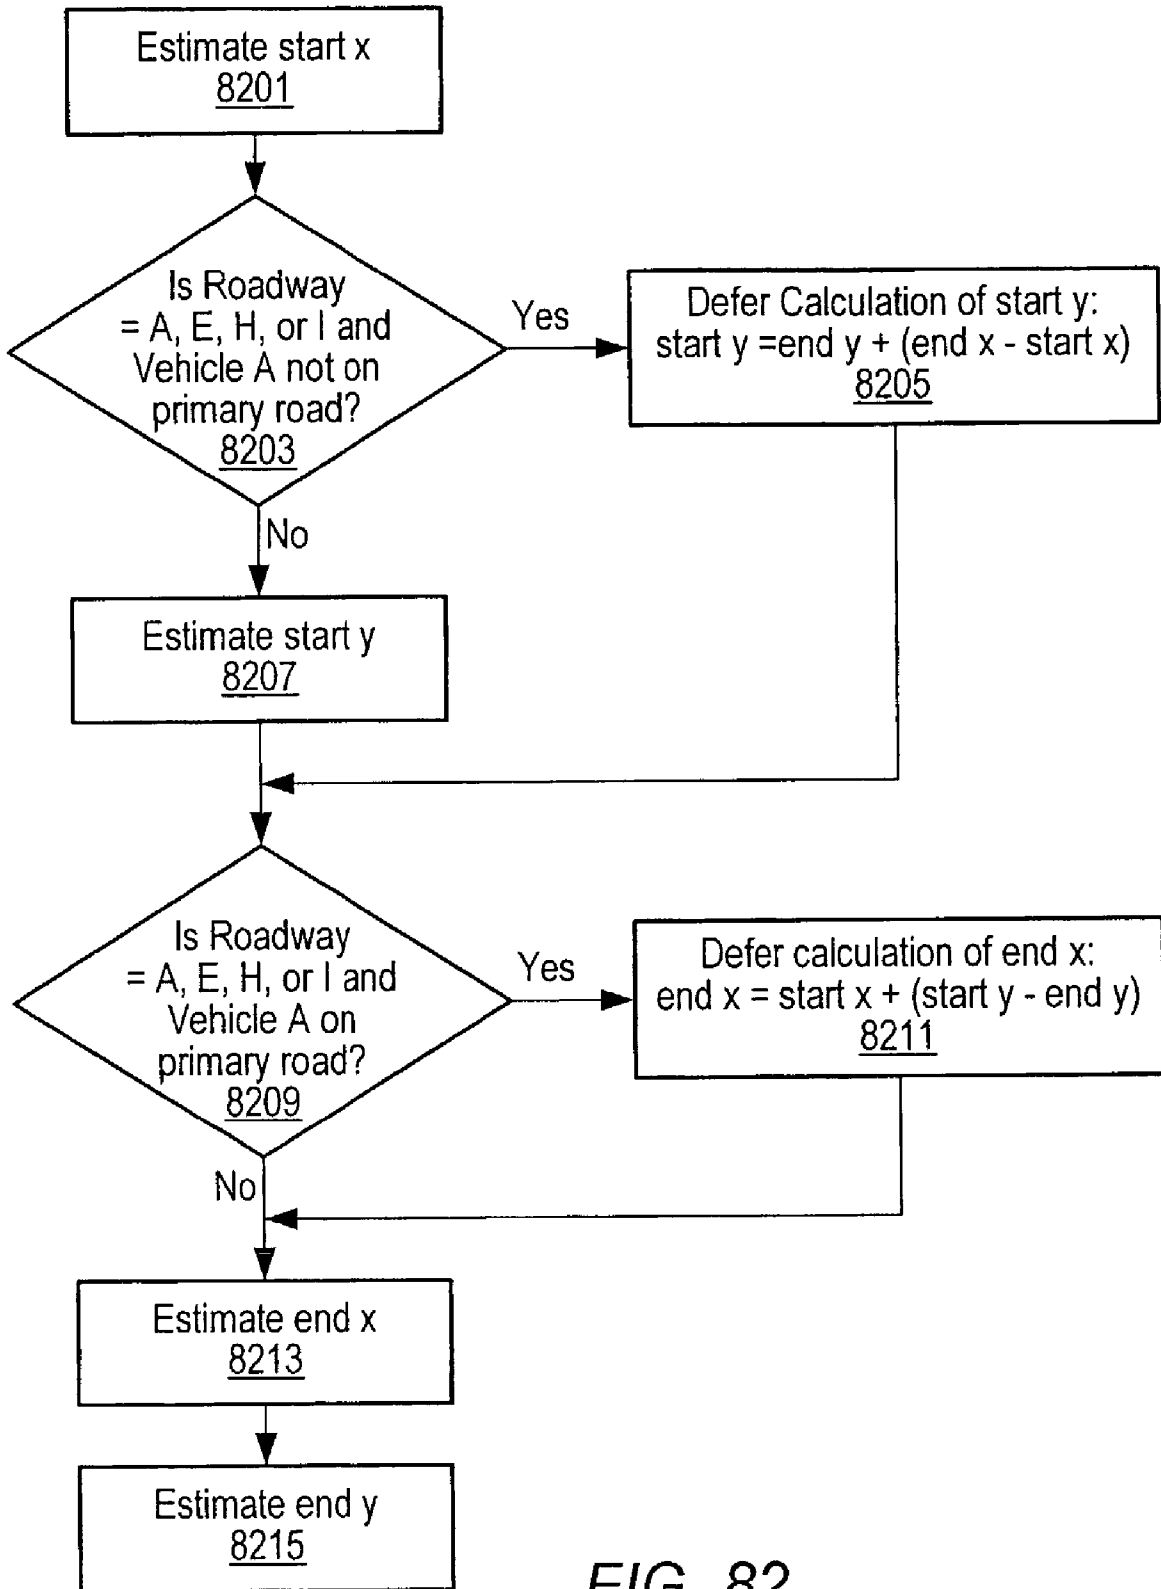 Estimate start x
8201
Is Roadway
= A, E, H, or I and
Vehicle A not on
primary road?
8203
Yes
Defer Calculation of start y:
start y =end y + (end x - start x)
8205
No
Estimate start y
8207
Is Roadway
= A, E, H, or I and
Vehicle A on
primary road?
8209
Yes
Defer calculation of end x:
end x = start x + (start y - end y)
8211
No
Estimate end x
8213
Estimate end y
8215
FIG. 82